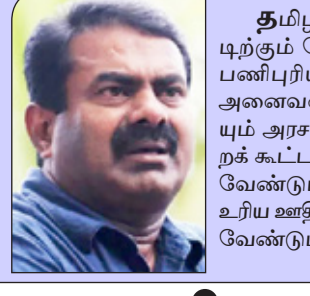 தமிழ
டிற்கும்
பணிபுரிய
அனைவ
யும் அரச
றக் கூட்ட
வேண்டும
உரிய ஊதி
வேண்டும